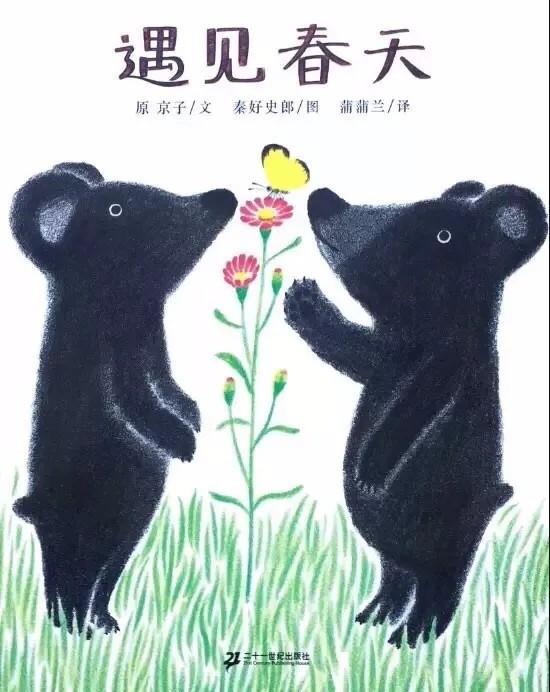 遇见春天
原 京子/文 秦好史郎/图 蒲蒲兰/译
21 二十一世纪出版社
21st Century Publishing House